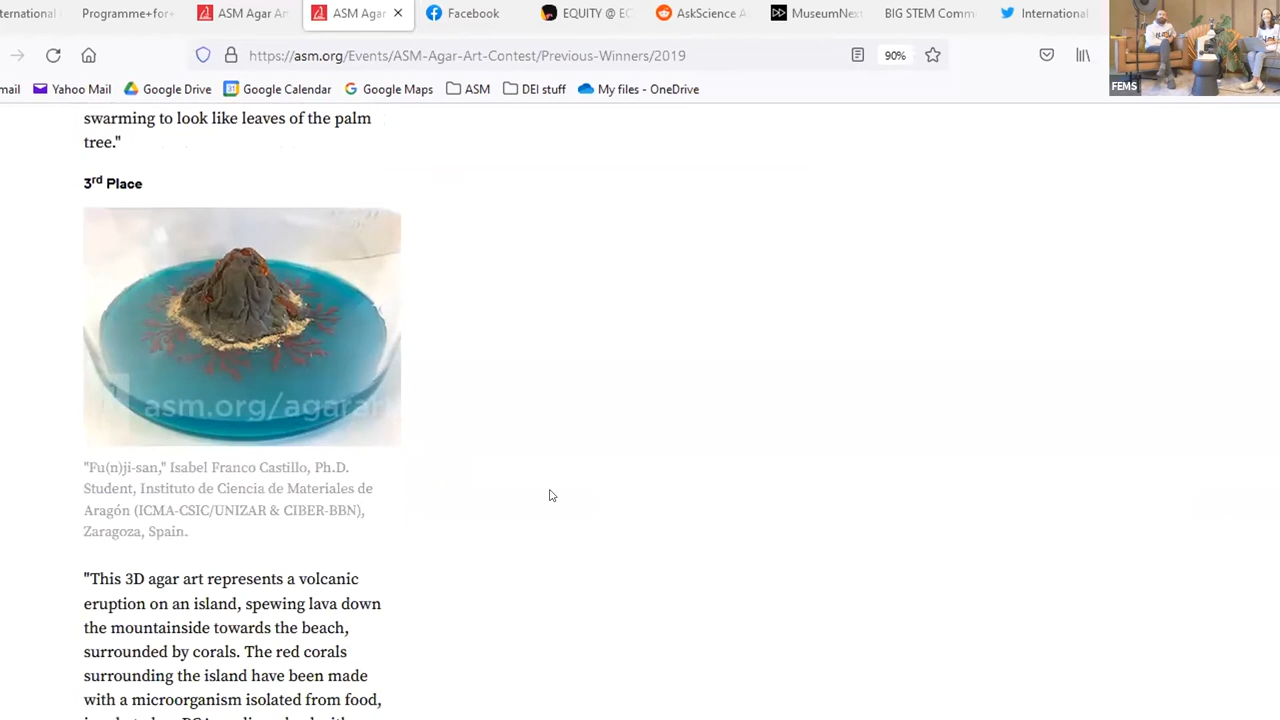 nternational
Programme+for+
ASM Agar Ar
ASM Agar
Facebook
EQUITY @ EC
AskScience A
MuseumNex
BIG STEM Comm
International
https://asm.org/Events/ASM-Agar-Art-Contest/Previous-Winners/2019
90%
FEMS
mail
Yahoo Mail
Google Drive
31
Google Calendar
Google Maps
ASM
DEI stuff
My files - OneDrive
swarming to look like leaves of the palm
tree."
3rd Place
asm.org/agarar
"Fu(n)ji-san," Isabel Franco Castillo, Ph.D.
Student, Instituto de Ciencia de Materiales de
Aragón (ICMA-CSIC/UNIZAR & CIBER-BBN),
Zaragoza, Spain.
"This 3D agar art represents a volcanic
eruption on an island, spewing lava down
the mountainside towards the beach,
surrounded by corals. The red corals
surrounding the island have been made
with a microorganism isolated from food,